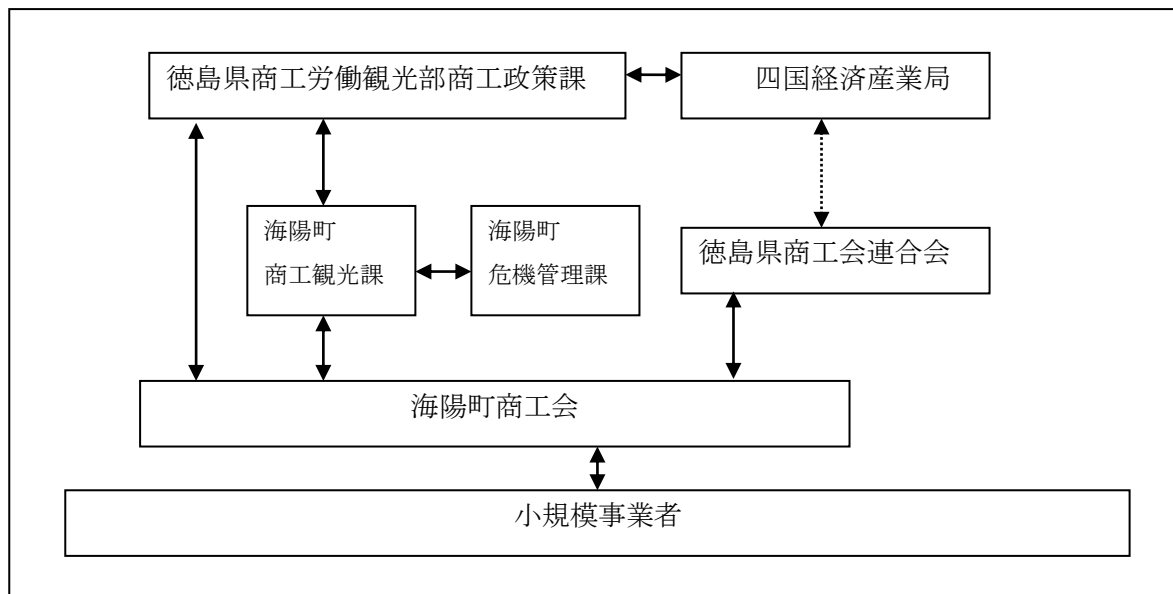 徳島県商工労働観光部商工政策課
四国経済産業局
海陽町
商工観光課
海陽町
危機管理課
徳島県商工会連合会
海陽町商工会
小規模事業者